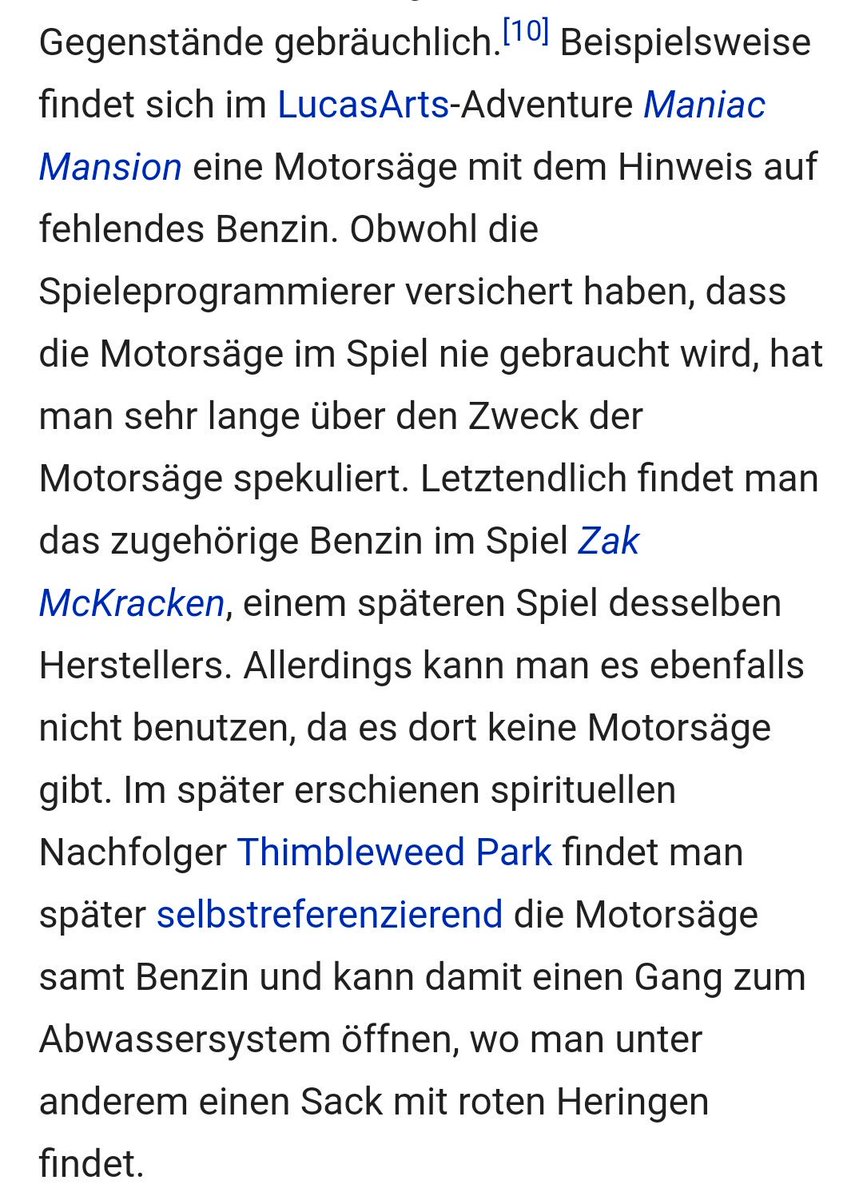 Gegenstände gebräuchlich.[10] Beispielsweise
findet sich im LucasArts-Adventure Maniac
Mansion eine Motorsäge mit dem Hinweis auf
fehlendes Benzin. Obwohl die
Spieleprogrammierer versichert haben, dass
die Motorsäge im Spiel nie gebraucht wird, hat
man sehr lange über den Zweck der
Motorsäge spekuliert. Letztendlich findet man
das zugehörige Benzin im Spiel Zak
McKracken, einem späteren Spiel desselben
Herstellers. Allerdings kann man es ebenfalls
nicht benutzen, da es dort keine Motorsäge
gibt. Im später erschienen spirituellen
Nachfolger Thimbleweed Park findet man
später selbstreferenzierend die Motorsäge
samt Benzin und kann damit einen Gang zum
Abwassersystem öffnen, wo man unter
anderem einen Sack mit roten Heringen
findet.